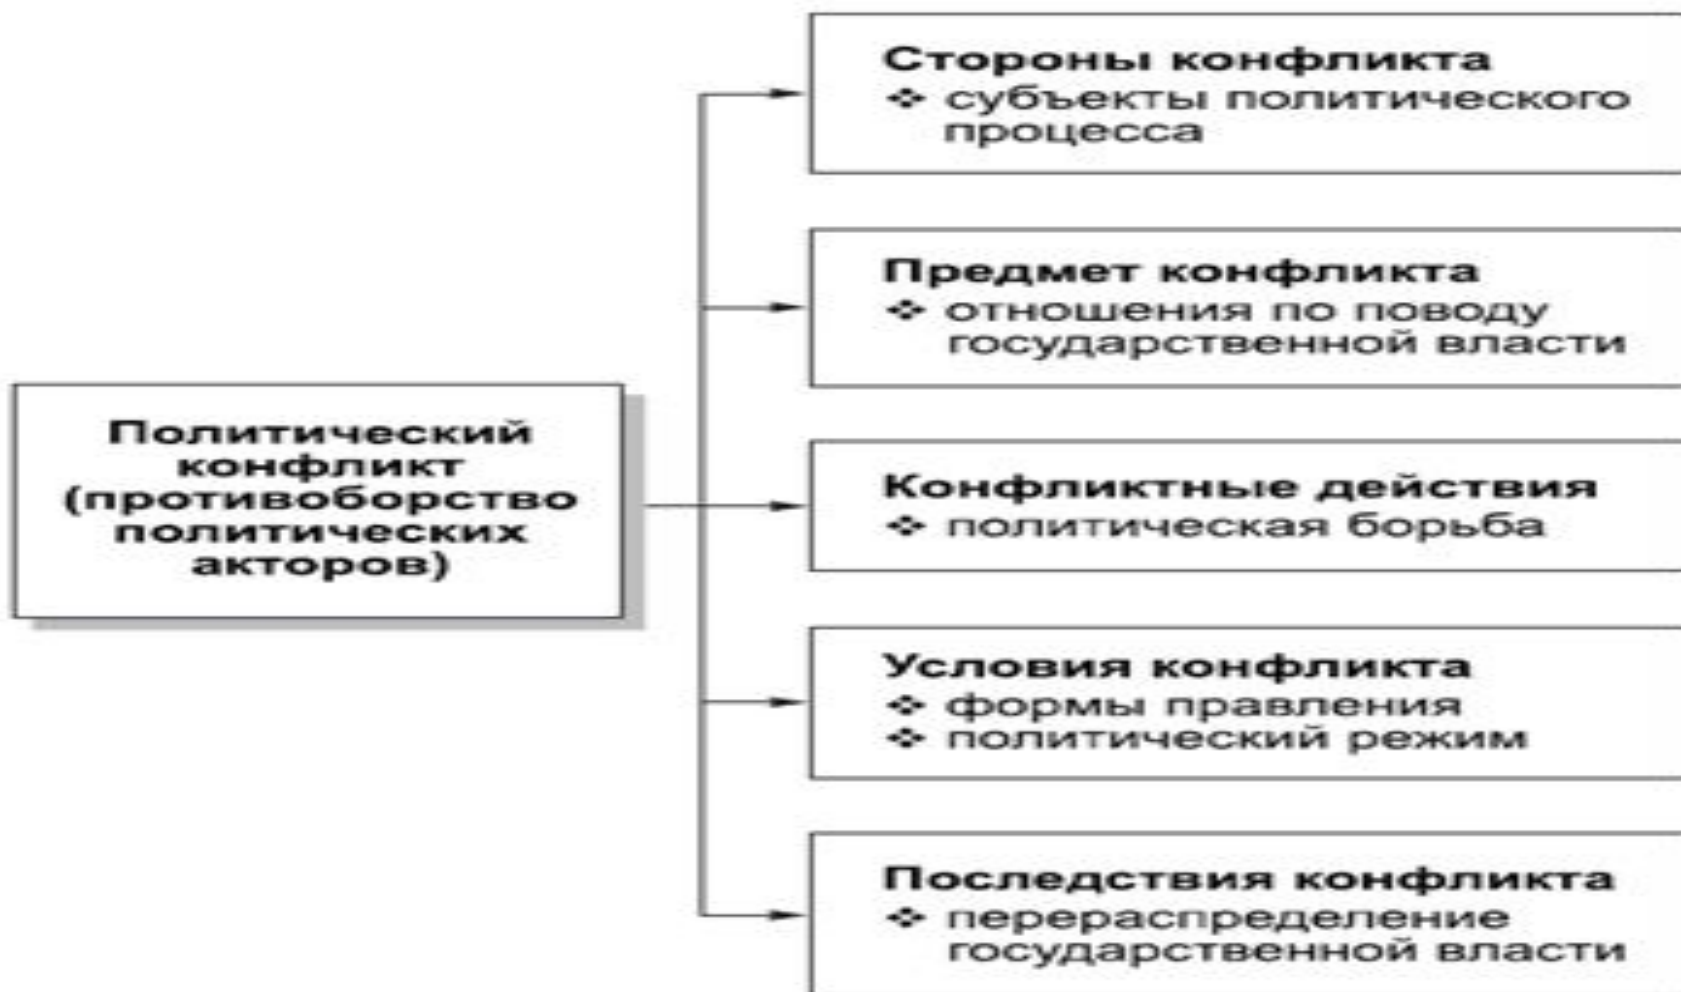 Политический
конфликт
(противоборство
политических
акторов)
Стороны конфликта
❖ субъекты политического
процесса
Предмет конфликта
❖ отношения по поводу
государственной власти
Конфликтные действия
❖ политическая борьба
Условия конфликта
❖ формы правления
❖ политический режим
Последствия конфликта
❖ перераспределение
государственной власти